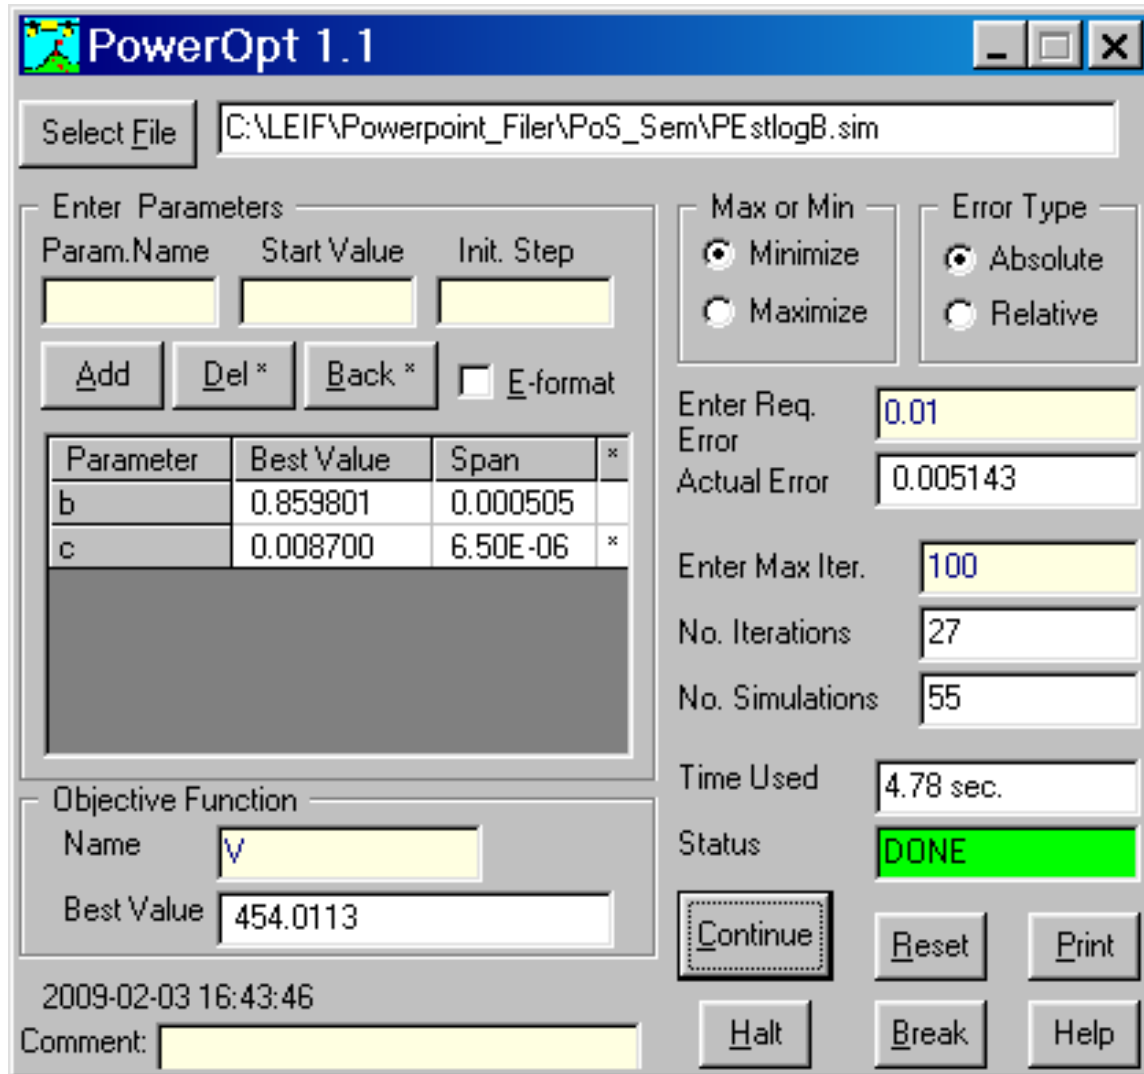 PowerOpt 1.1
Select File
C:\LEIF\Powerpoint_Filer\PoS_Sem\PEstlogB.sim
Enter Parameters
Param.Name Start Value Init. Step
Add Del * Back * E-format
Parameter Best Value Span *
b 0.859801 0.000505
c 0.008700 6.50E-06 *
Objective Function
Name V
Best Value 454.0113
2009-02-03 16:43:46
Comment:
Max or Min
Minimize
Maximize
Error Type
Absolute
Relative
Enter Req.
Error
0.01
Actual Error 0.005143
Enter Max Iter. 100
No. Iterations 27
No. Simulations 55
Time Used 4.78 sec.
Status DONE
Continue Reset Print
Halt Break Help